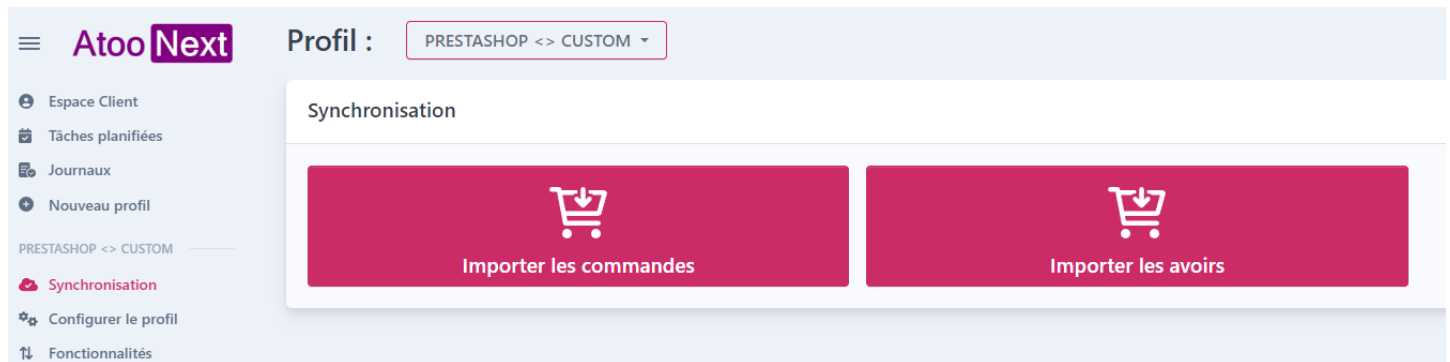 Atoo Next
Profil :
PRESTASHOP <> CUSTOM
Espace Client
Tâches planifiées
Journaux
Nouveau profil
PRESTASHOP <> CUSTOM
Synchronisation
Configurer le profil
Fonctionnalités
Synchronisation
Importer les commandes
Importer les avoirs